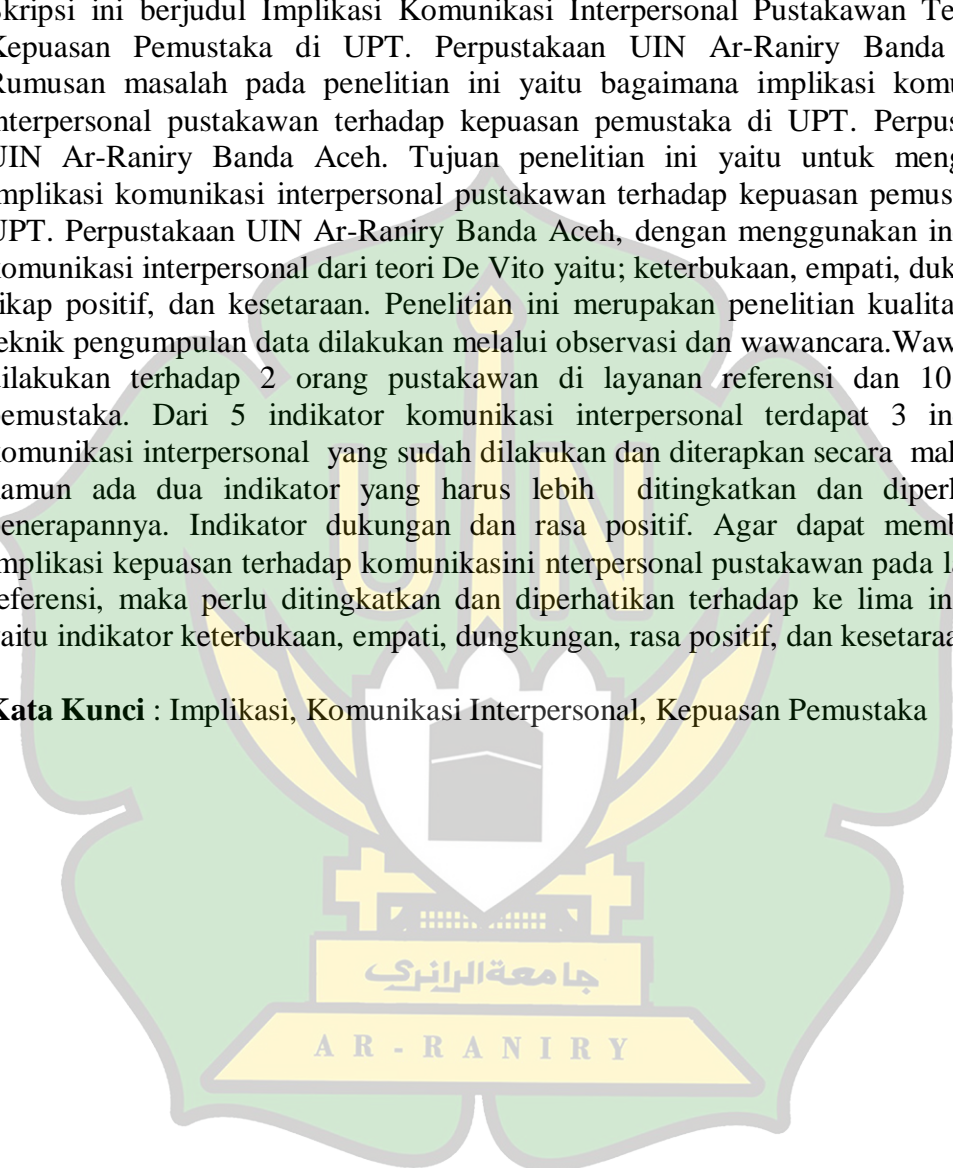 Skripsi ini berjudul Implikasi Komunikasi Interpersonal Pustakawan Te
Kepuasan Pemustaka di UPT. Perpustakaan UIN Ar-Raniry Banda
Rumusan masalah pada penelitian ini yaitu bagaimana implikasi komu
interpersonal pustakawan terhadap kepuasan pemustaka di UPT. Perpus
UIN Ar-Raniry Banda Aceh. Tujuan penelitian ini yaitu untuk meng
implikasi komunikasi interpersonal pustakawan terhadap kepuasan pemus
UPT. Perpustakaan UIN Ar-Raniry Banda Aceh, dengan menggunakan in
komunikasi interpersonal dari teori De Vito yaitu; keterbukaan, empati, duk
sikap positif, dan kesetaraan. Penelitian ini merupakan penelitian kualita
teknik pengumpulan data dilakukan melalui observasi dan wawancara.Waw
dilakukan terhadap 2 orang pustakawan di layanan referensi dan 10
pemustaka. Dari 5 indikator komunikasi interpersonal terdapat 3 in
komunikasi interpersonal yang sudah dilakukan dan diterapkan secara mak
namun ada dua indikator yang harus lebih ditingkatkan dan diperh
penerapannya. Indikator dukungan dan rasa positif. Agar dapat memb
implikasi kepuasan terhadap komunikasini nterpersonal pustakawan pada la
referensi, maka perlu ditingkatkan dan diperhatikan terhadap ke lima in
yaitu indikator keterbukaan, empati, dungkungan, rasa positif, dan kesetaraa
Kata Kunci : Implikasi, Komunikasi Interpersonal, Kepuasan Pemustaka
UIN
جامعةالرانري
AR-RANIRY